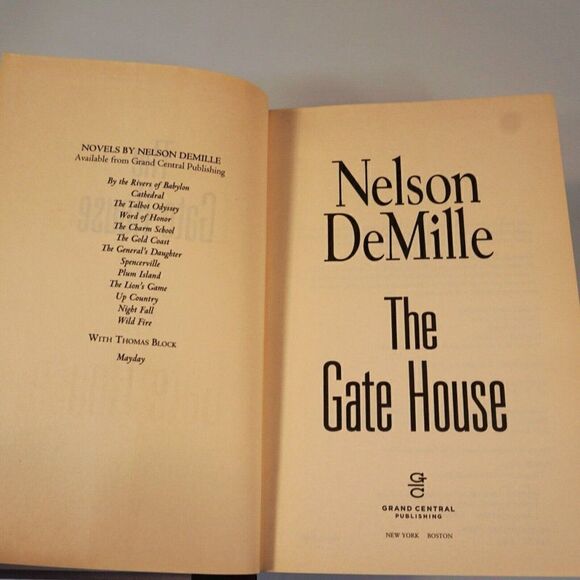 NOVELS BY NELSON DEMILLE
Available from Grand Central Publishing
By the Rivers of Babylon
Cathedral
The Talbot Odyssey
Word of Honor
The Charm School
The Gold Coast
The General's Daughter
Spencerville
Plum Island
The Lion's Game
Up Country
Night Fall
Wild Fire
WITH THOMAS BLOCK
Mayday
Nelson
DeMille
The
Gate House
GRAND CENTRAL
PUBLISHING
NEW YORK BOSTON